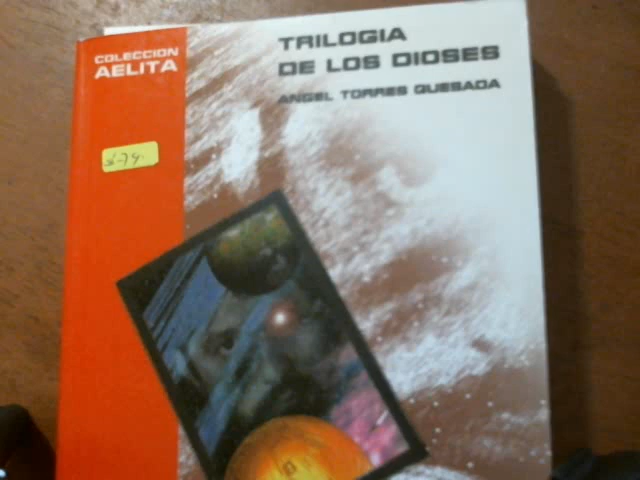 COLECCION
AELITA
TRILOGIA
DE LOS DIOSES
ANGEL TORRES QUESADA